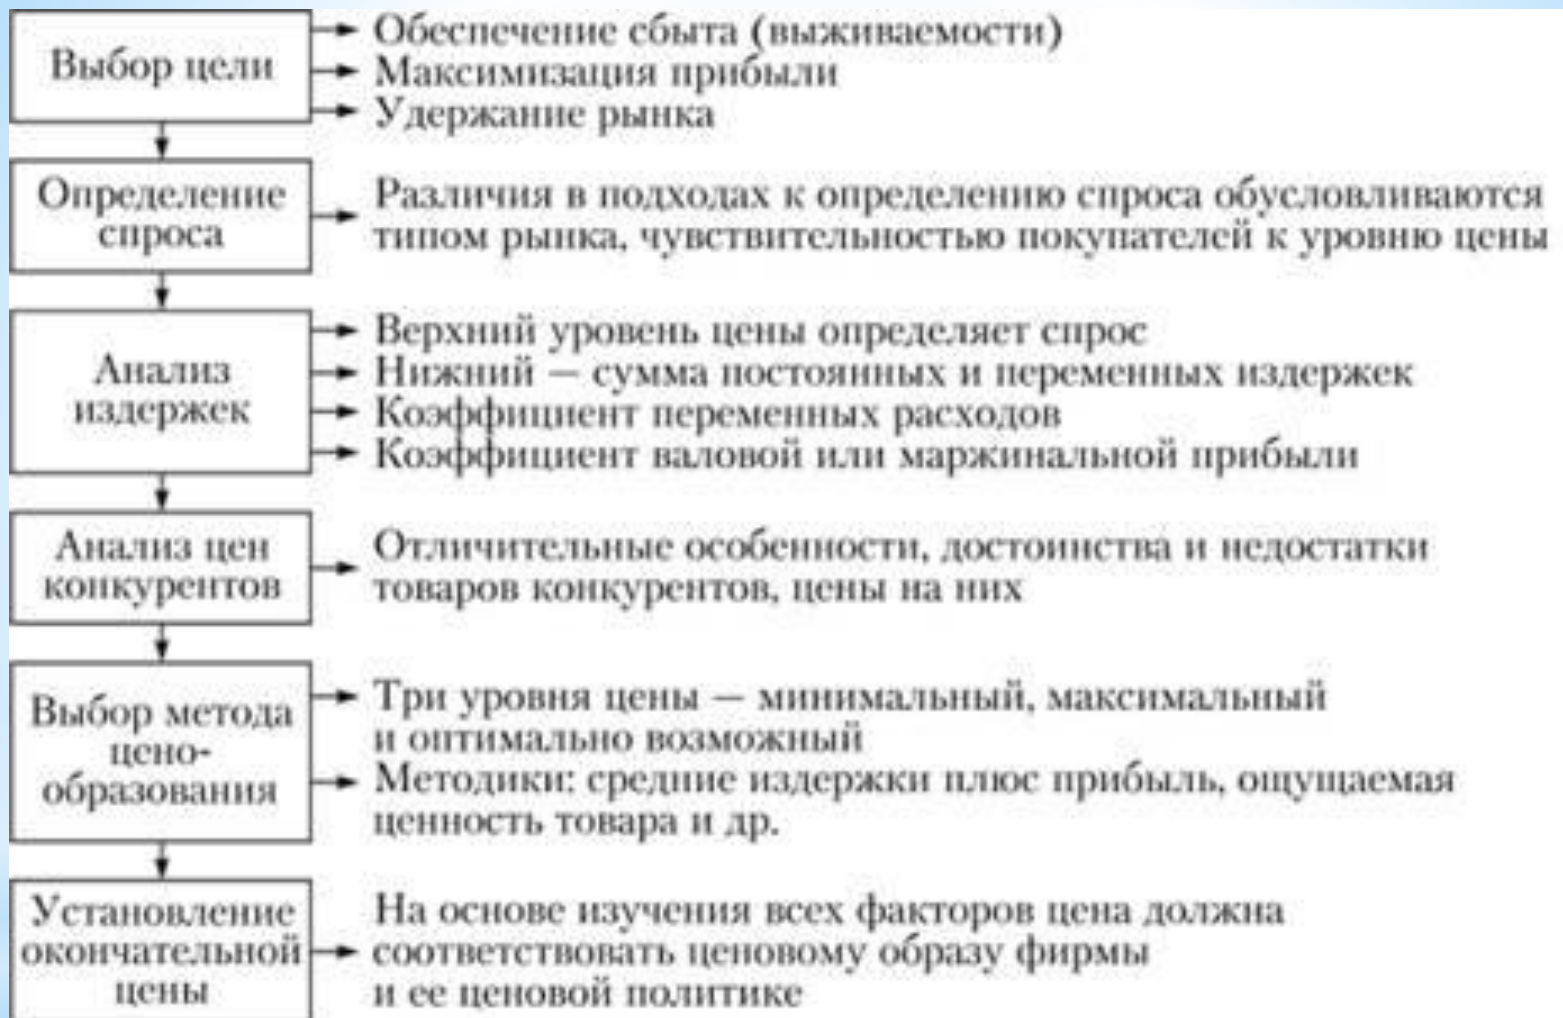 Выбор цели
Обеспечение сбыта (выживаемости)
Максимизация прибыли
Удержание рынка
Определение
спроса
Различия в подходах к определению спроса обусловливаются
типом рынка, чувствительностью покупателей к уровню цены
Анализ
издержек
Верхний уровень цены определяет спрос
Нижний — сумма постоянных и переменных издержек
Коэффициент переменных расходов
Коэффициент валовой или маржинальной прибыли
Анализ цен
конкурентов
Отличительные особенности, достоинства и недостатки
товаров конкурентов, цены на них
Выбор метода
цено-
образования
Три уровня цены — минимальный, максимальный
и оптимально возможный
Методики: средние издержки плюс прибыль, ощущаемая
ценность товара и др.
Установление
окончательной
цены
На основе изучения всех факторов цена должна
соответствовать ценовому образу фирмы
и ее ценовой политике